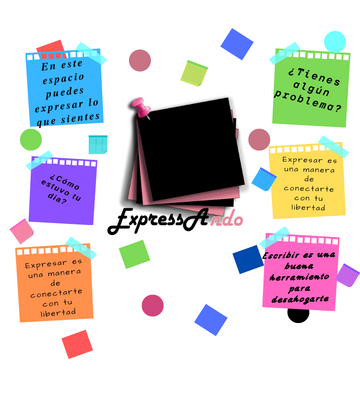 En este
espacio
puedes
expresar lo
que sientes
¿Tienes
algún
problema?
¿Cómo
estuvo tu
día?
Expresar es
una manera
de
conectarte
con tu
libertad
ExpressAndo
Expresar es
una manera
de
conectarte
con tu
libertad
Escribir es una
buena
herramiento
para
desahogarte